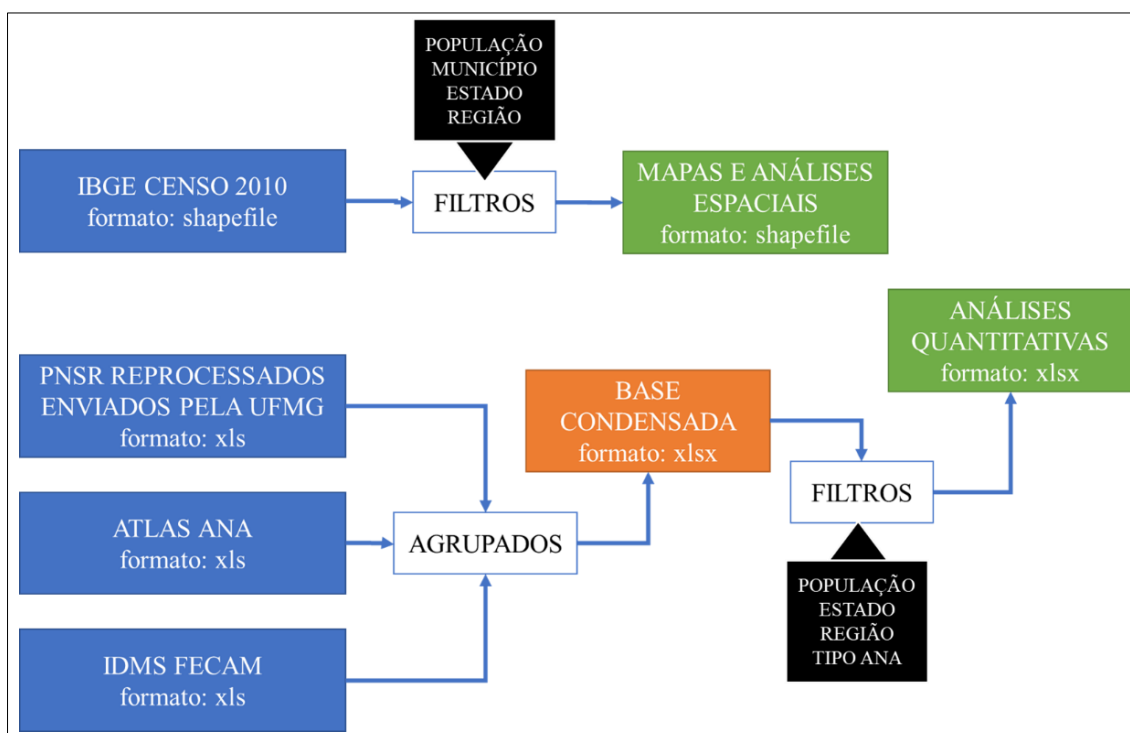 POPULAÇÃO
MUNICÍPIO
ESTADO
REGIÃO
IBGE CENSO 2010
formato: shapefile
FILTROS
MAPAS E ANÁLISES
ESPACIAIS
formato: shapefile
PNSR REPROCESSADOS
ENVIADOS PELA UFMG
formato: xls
ATLAS ANA
formato: xls
IDMS FECAM
formato: xls
AGRUPADOS
BASE
CONDENSADA
formato: xlsx
FILTROS
POPULAÇÃO
ESTADO
REGIÃO
TIPO ANA
ANÁLISES
QUANTITATIVAS
formato: xlsx